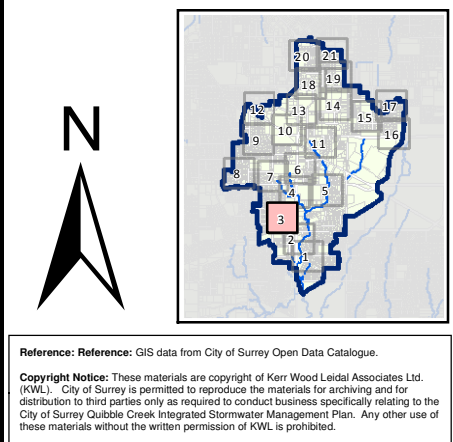 N
20 21
18 19
12 13 14 15 17
9 10 11 16
8 7 6
4 5
3
2
1
Reference: Reference: GIS data from City of Surrey Open Data Catalogue.
Copyright Notice: These materials are copyright of Kerr Wood Leidal Associates Ltd.
(KWL). City of Surrey is permitted to reproduce the materials for archiving and for
distribution to third parties only as required to conduct business specifically relating to the
City of Surrey Quibble Creek Integrated Stormwater Management Plan. Any other use of
these materials without the written permission of KWL is prohibited.